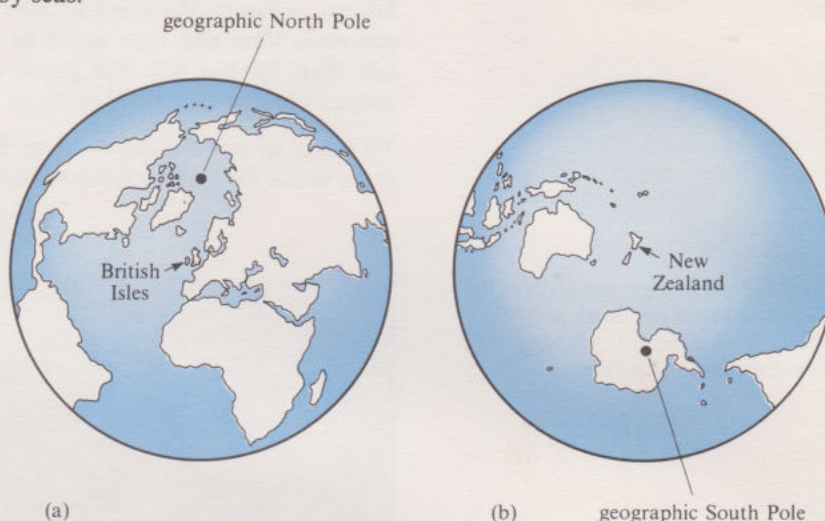 by seas.
geographic North Pole
British
Isles
New
Zealand
(a)
(b)
geographic South Pole